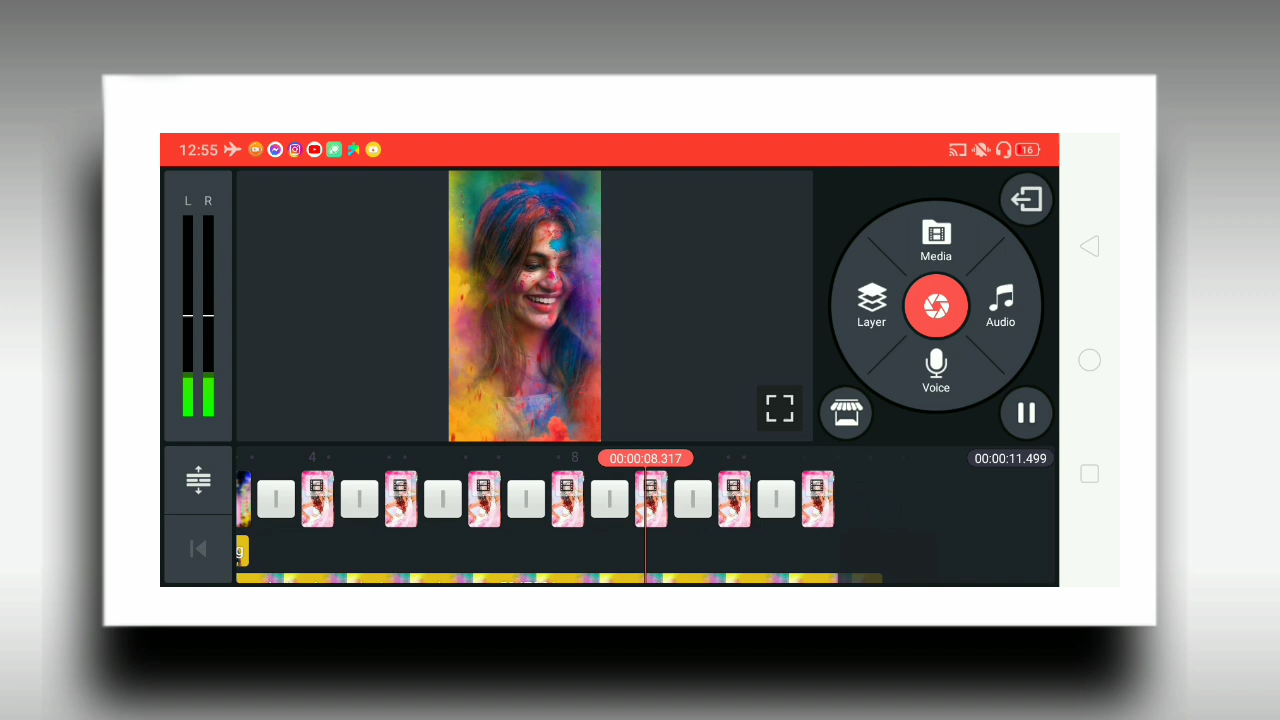 12:55
16
L R
Media
Layer
Audio
Voice
4
8
00:00:08.317
00:00:11.499
g